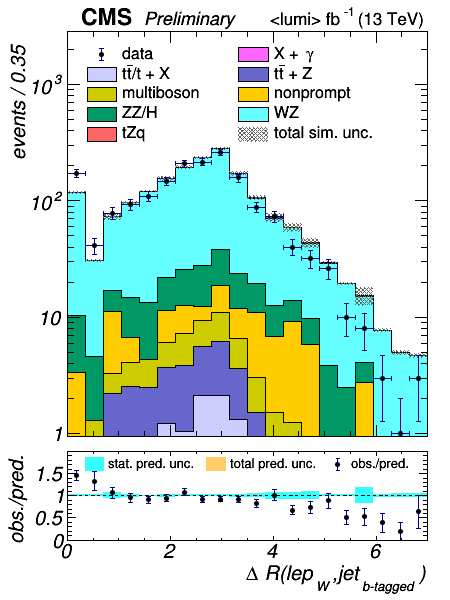 CMS Preliminary <lumi> fb⁻¹ (13 TeV)
events / 0.35
data
X + γ
tt̄/t + X
tt̄ + Z
multiboson
nonprompt
ZZ/H
WZ
tZq
total sim. unc.
10³
10²
10
1
stat. pred. unc.
total pred. unc.
obs./pred.
obs./pred.
1.5
1
0.5
0
0 2 4 6
Δ R(lep_W, jet_b-tagged)